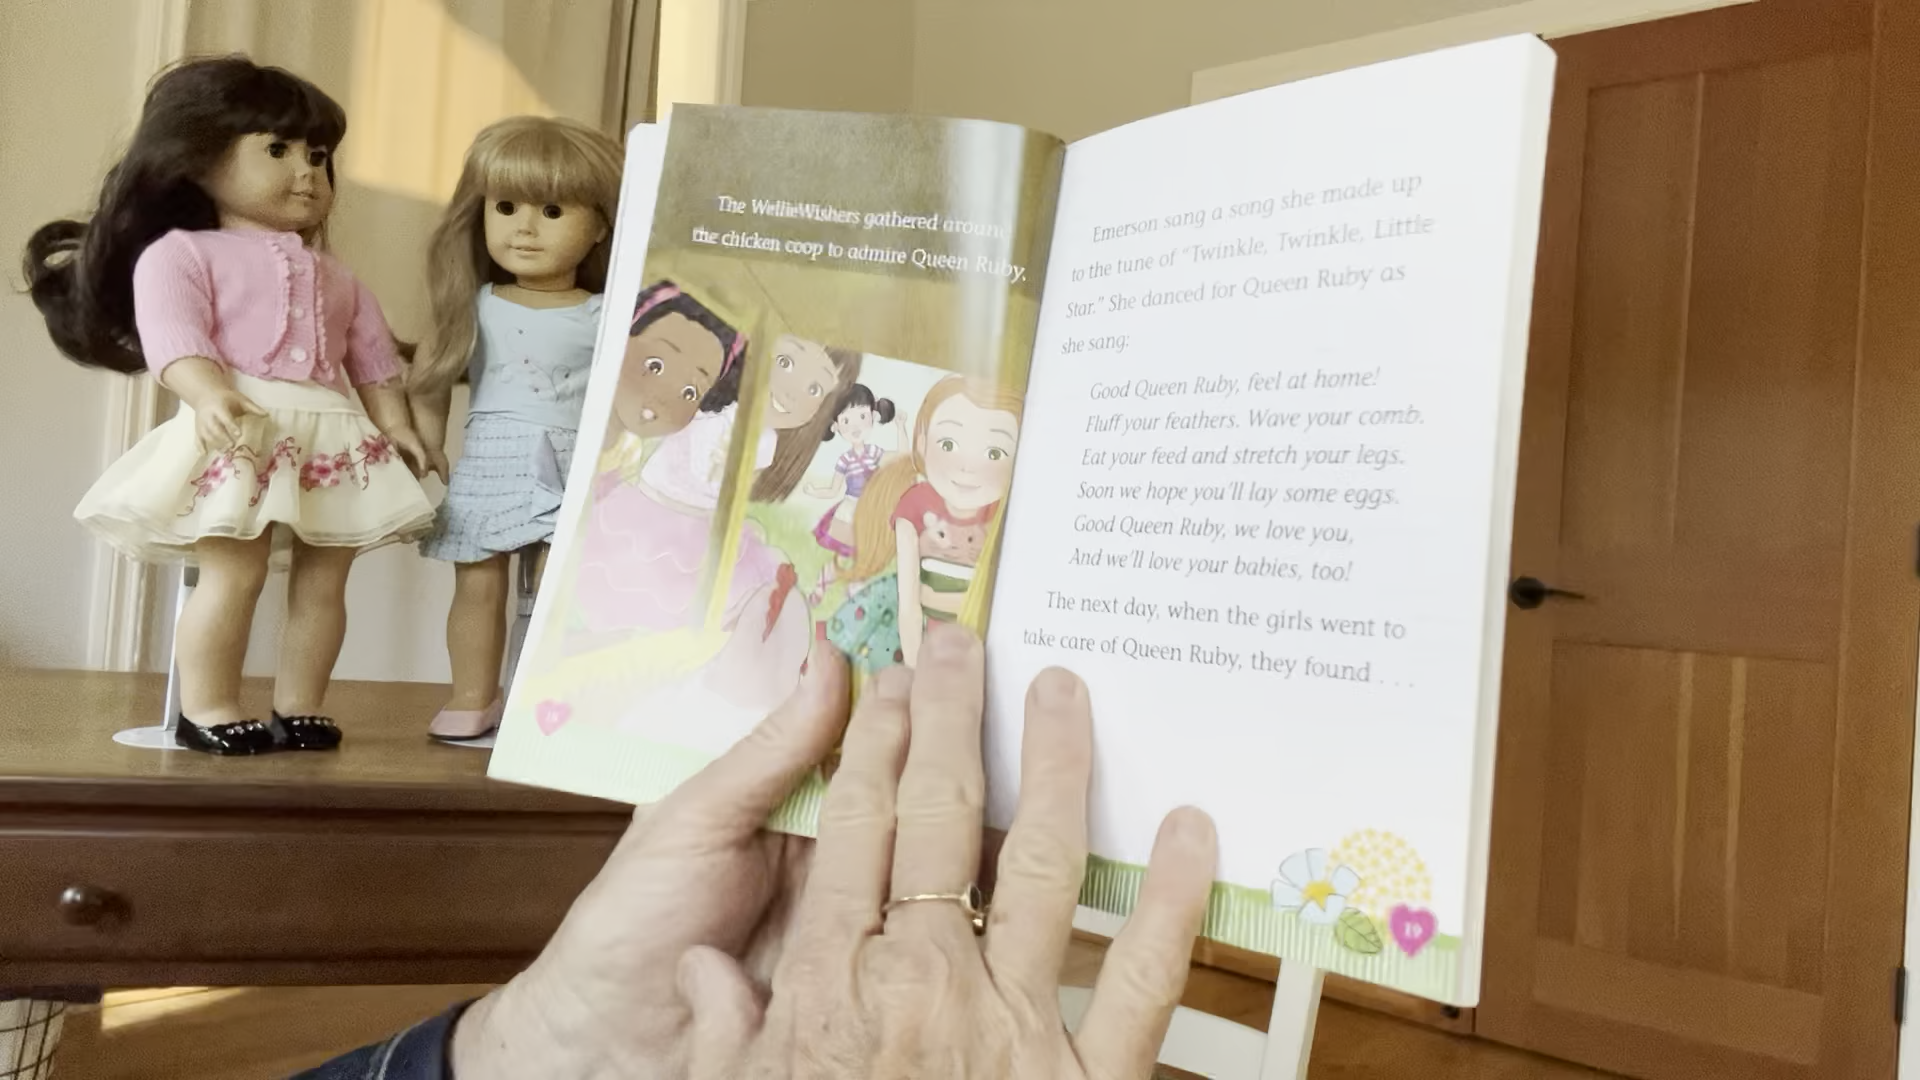 The WellieWishers gathered around
the chicken coop to admire Queen Ruby.
18
Emerson sang a song she made up
to the tune of “Twinkle, Twinkle, Little
Star.” She danced for Queen Ruby as
she sang:
Good Queen Ruby, feel at home!
Fluff your feathers. Wave your comb.
Eat your feed and stretch your legs.
Soon we hope you’ll lay some eggs.
Good Queen Ruby, we love you,
And we’ll love your babies, too!
The next day, when the girls went to
take care of Queen Ruby, they found . . .
19